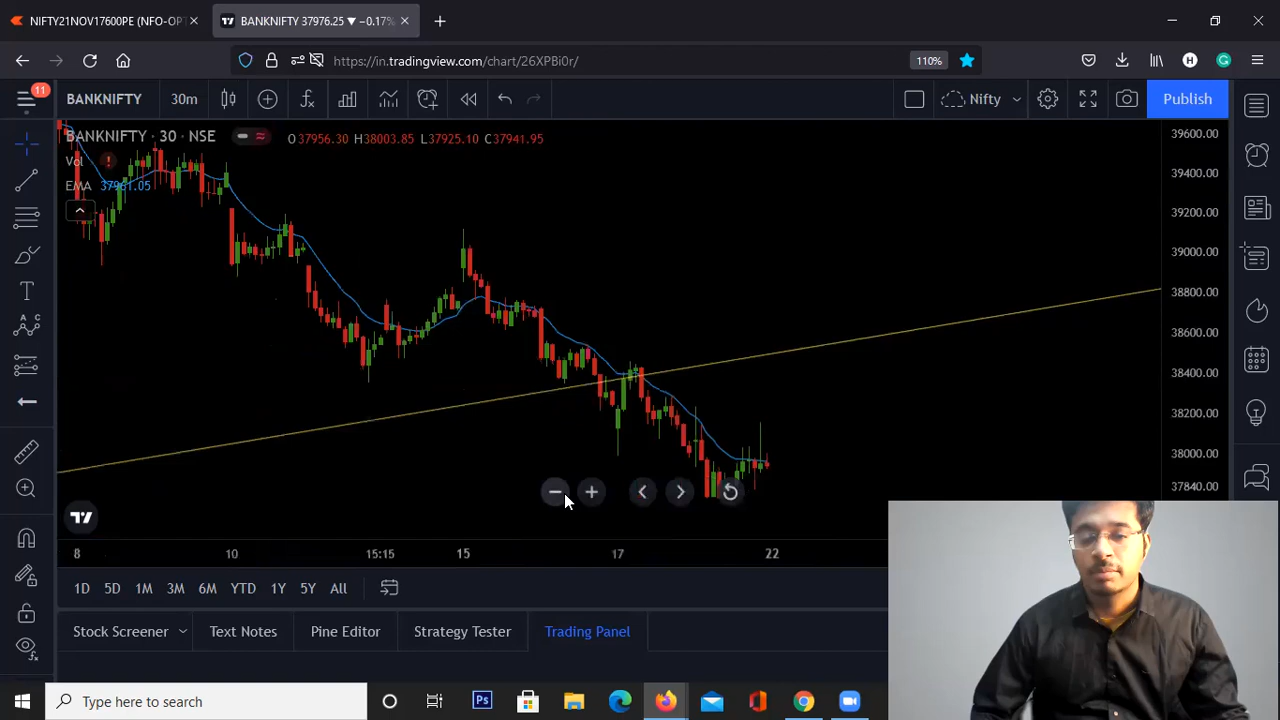 NIFTY21NOV17600PE (NFO-OPT
BANKNIFTY 37976.25 ▼ −0.17%
https://in.tradingview.com/chart/26XPBi0r/
110%
11
BANKNIFTY
30m
Nifty
Publish
BANKNIFTY · 30 · NSE
O37956.30 H38003.85 L37925.10 C37941.95
Vol
EMA 37961.05
39600.00
39400.00
39200.00
39000.00
38800.00
38600.00
38400.00
38200.00
38000.00
37840.00
8
10
15:15
15
17
22
1D
5D
1M
3M
6M
YTD
1Y
5Y
All
Stock Screener
Text Notes
Pine Editor
Strategy Tester
Trading Panel
Type here to search